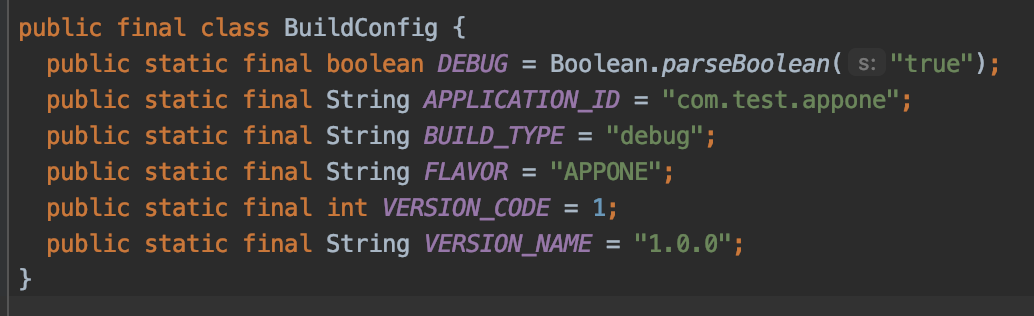 public final class BuildConfig {
  public static final boolean DEBUG = Boolean.parseBoolean( s: "true");
  public static final String APPLICATION_ID = "com.test.appone";
  public static final String BUILD_TYPE = "debug";
  public static final String FLAVOR = "APPONE";
  public static final int VERSION_CODE = 1;
  public static final String VERSION_NAME = "1.0.0";
}